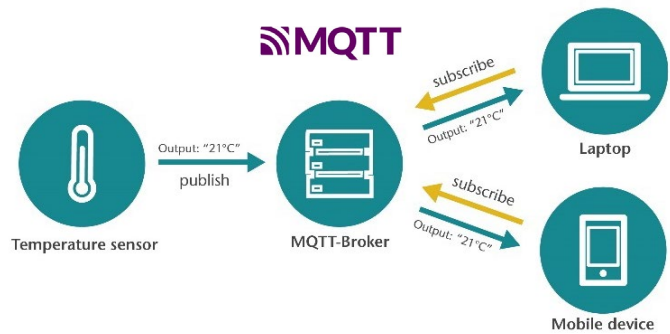 MQTT
subscribe
Output: "21°C"
Laptop
Output: "21°C"
publish
Temperature sensor
MQTT-Broker
subscribe
Output: "21°C"
Mobile device